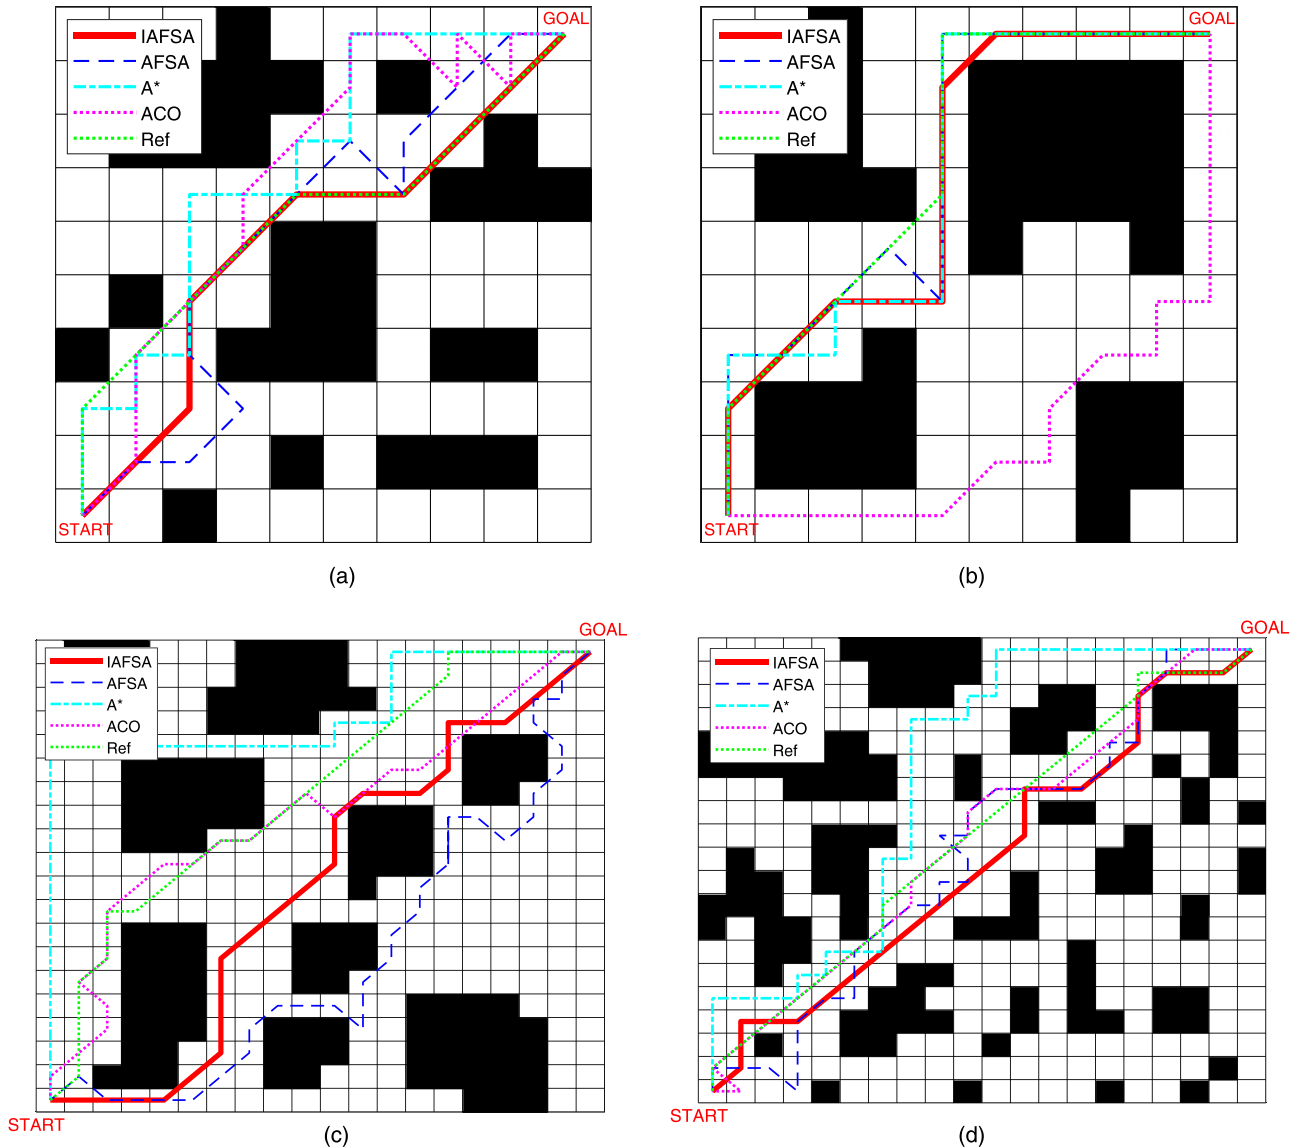 GOAL
IAFSA
AFSA
A*
ACO
Ref
START
(a)
GOAL
IAFSA
AFSA
A*
ACO
Ref
START
(b)
GOAL
IAFSA
AFSA
A*
ACO
Ref
START
(c)
GOAL
IAFSA
AFSA
A*
ACO
Ref
START
(d)